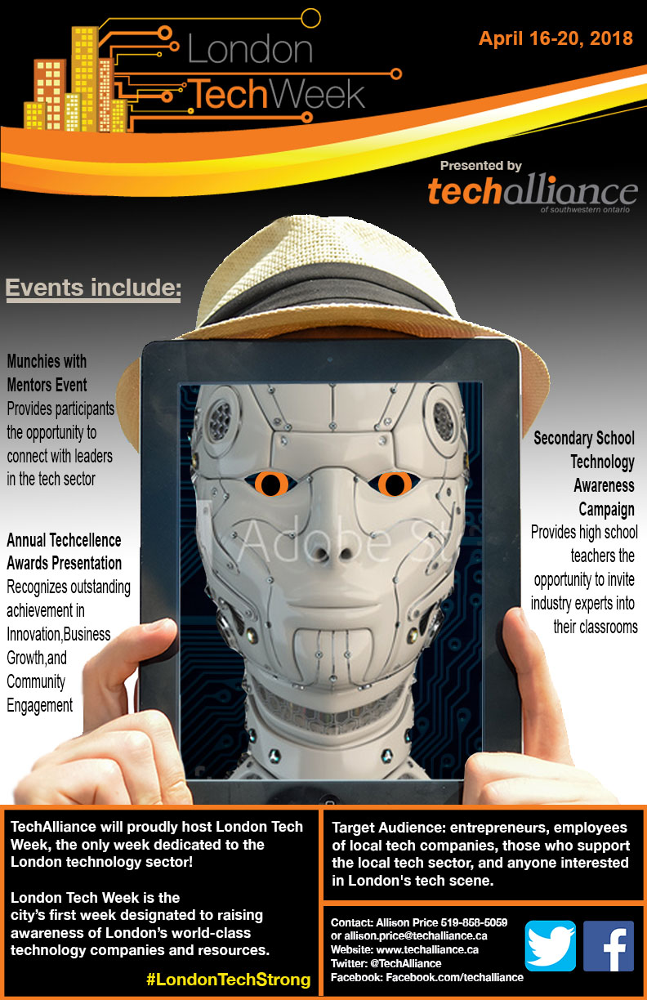 London
TechWeek
April 16-20, 2018
Presented by
techalliance
of southwestern ontario
Events include:
Munchies with
Mentors Event
Provides participants
the opportunity to
connect with leaders
in the tech sector
Annual Techcellence
Awards Presentation
Recognizes outstanding
achievement in
Innovation,Business
Growth,and
Community
Engagement
Secondary School
Technology
Awareness
Campaign
Provides high school
teachers the
opportunity to invite
industry experts into
their classrooms
Adobe St
TechAlliance will proudly host London Tech
Week, the only week dedicated to the
London technology sector!
London Tech Week is the
city’s first week designated to raising
awareness of London’s world-class
technology companies and resources.
#LondonTechStrong
Target Audience: entrepreneurs, employees
of local tech companies, those who support
the local tech sector, and anyone interested
in London's tech scene.
Contact: Allison Price 519-858-5059
or allison.price@techalliance.ca
Website: www.techalliance.ca
Twitter: @TechAlliance
Facebook: Facebook.com/techalliance